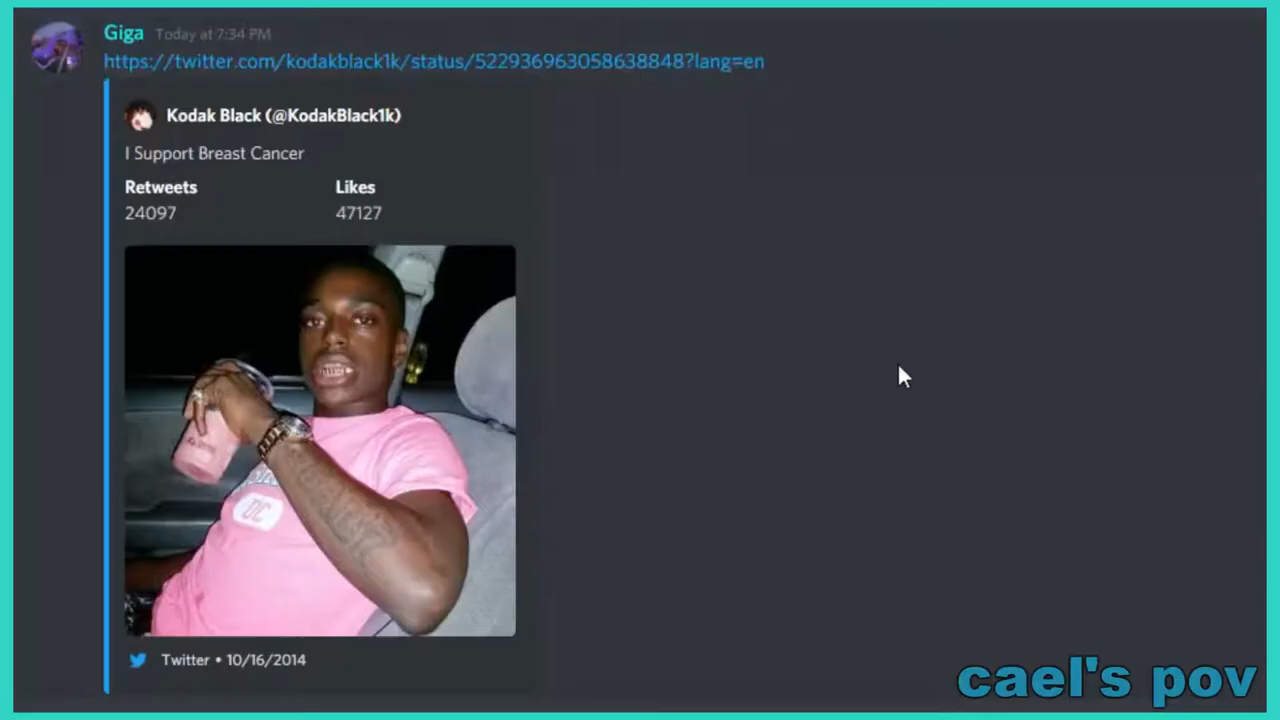 Giga Today at 7:34 PM
https://twitter.com/kodakblack1k/status/522936963058638848?lang=en
Kodak Black (@KodakBlack1k)
I Support Breast Cancer
Retweets Likes
24097 47127
DC
Twitter • 10/16/2014
cael's pov